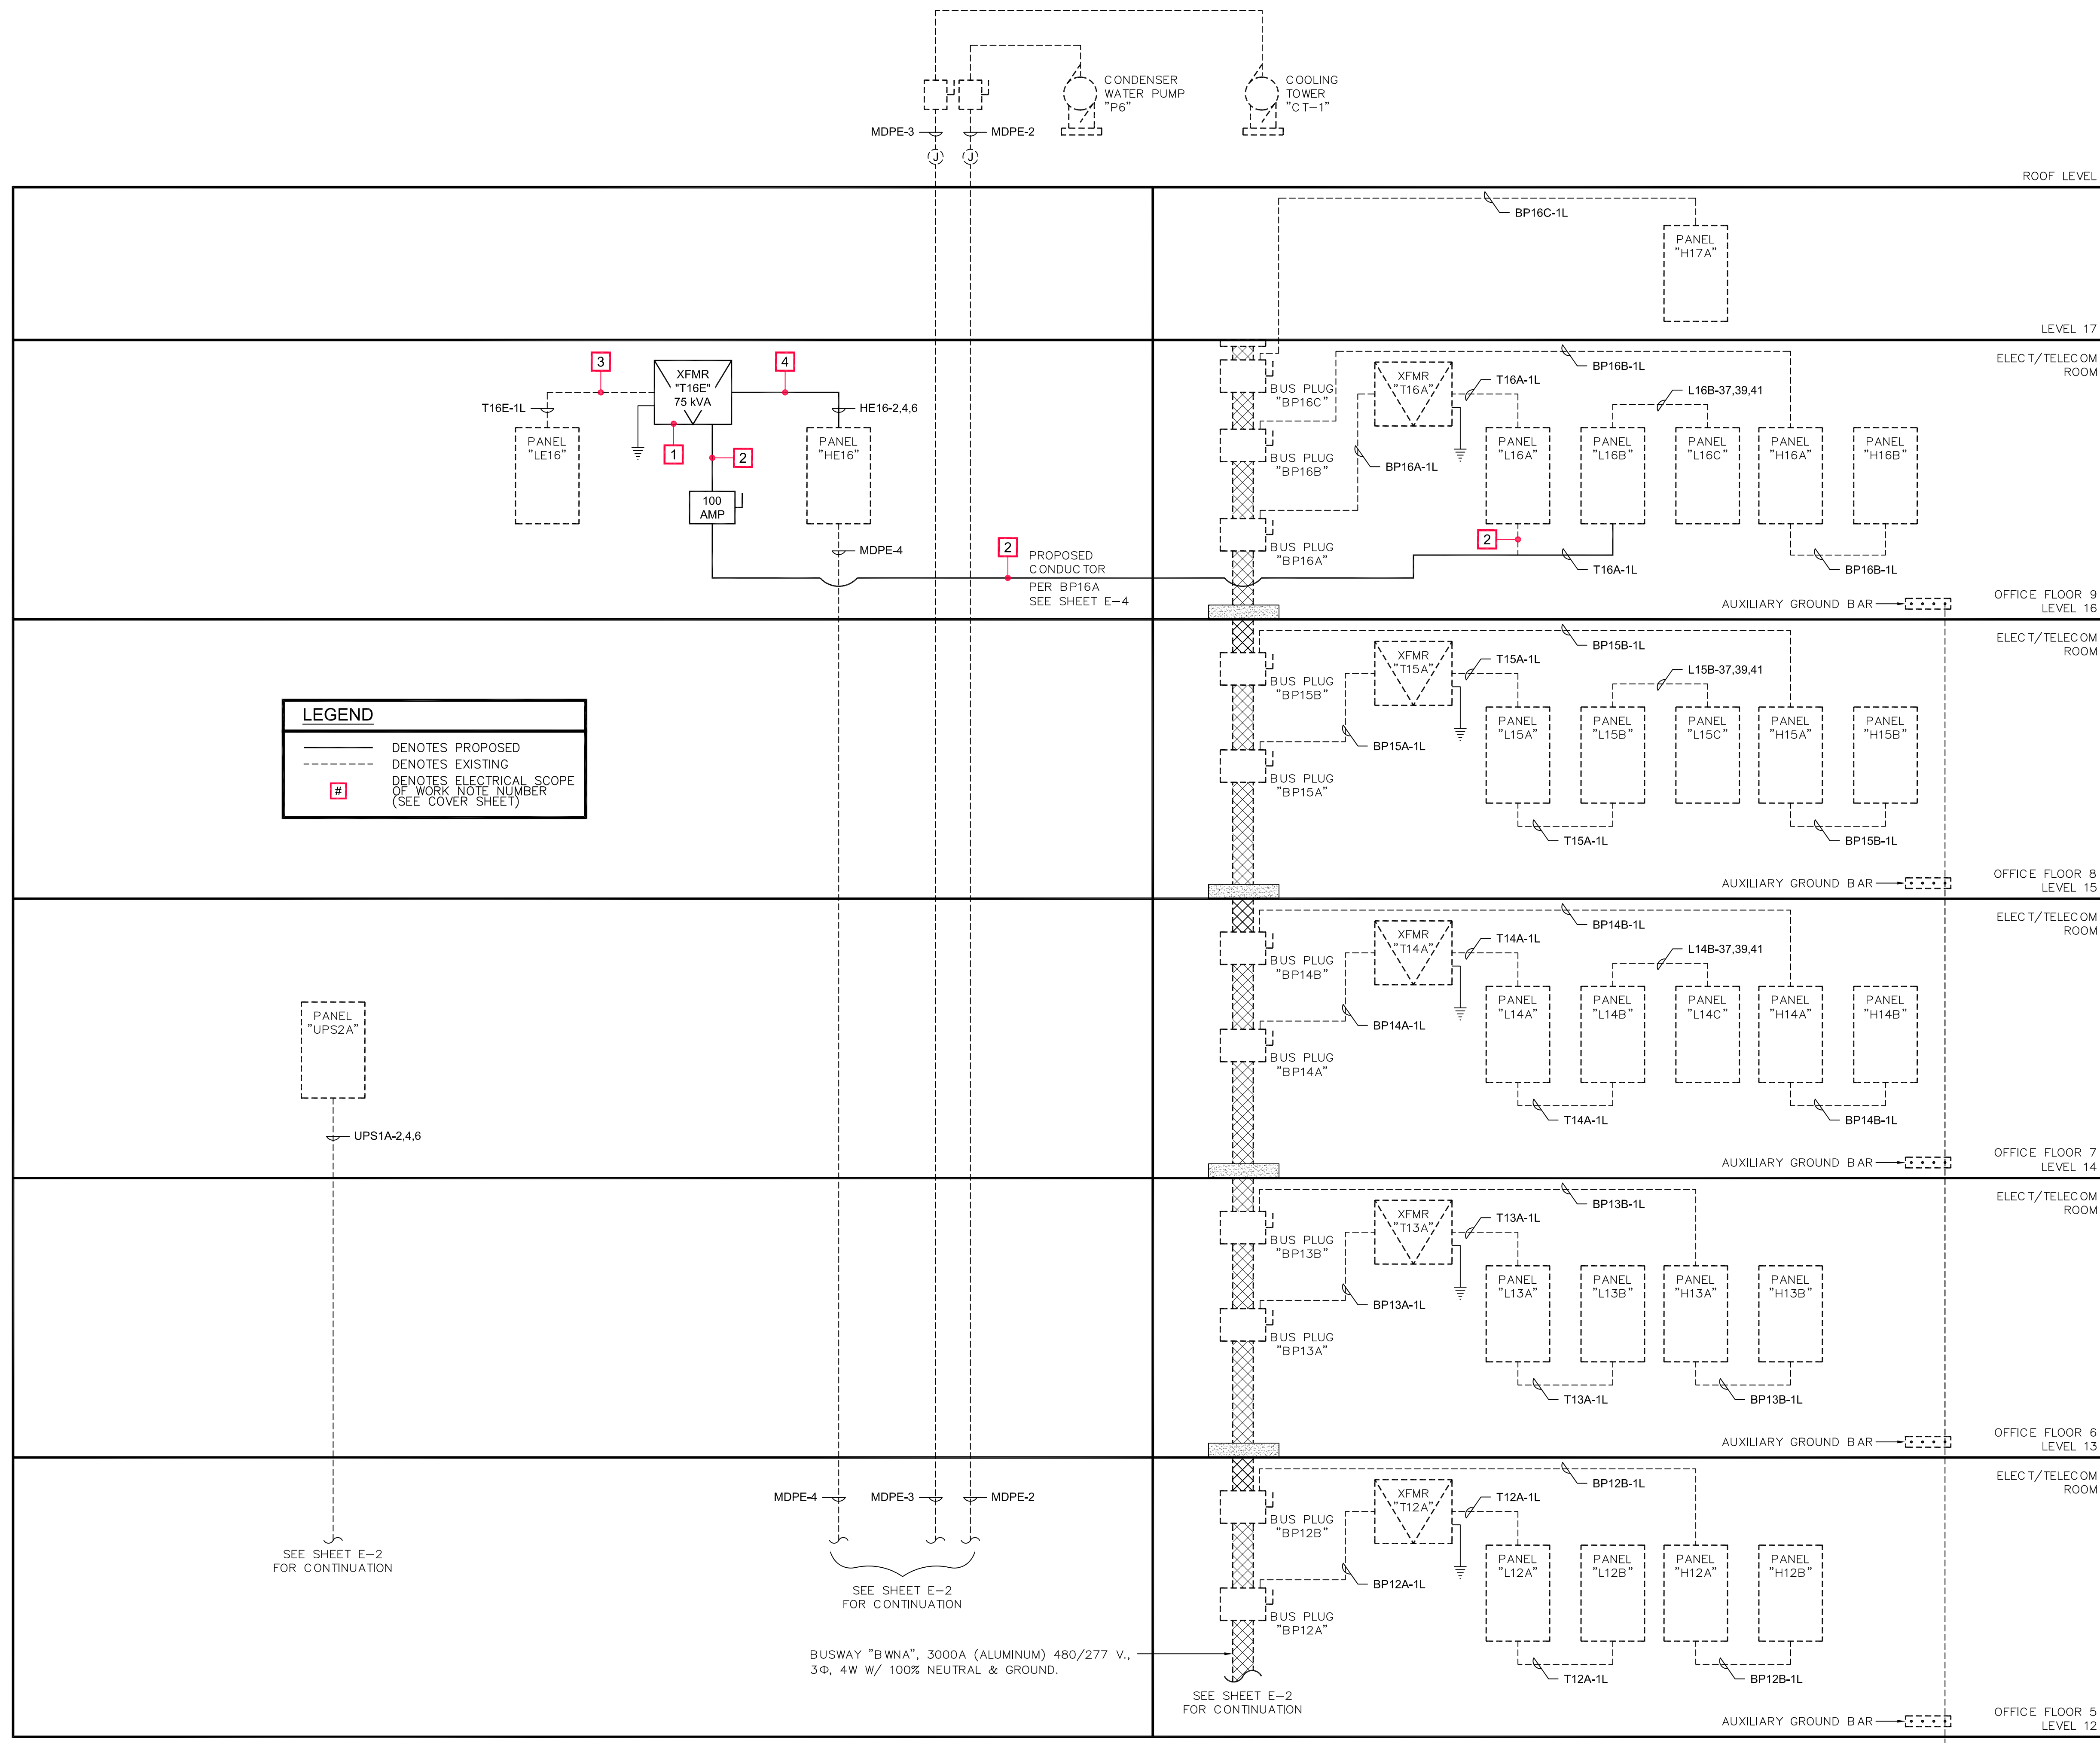 CONDENSER
WATER PUMP
"P6"
COOLING
TOWER
"CT-1"
MDPE-3
MDPE-2
J
J
ROOF LEVEL
BP16C-1L
PANEL
"H17A"
LEVEL 17
ELECT/TELECOM
ROOM
3
XFMR
"T16E"
75 kVA
4
T16E-1L
HE16-2,4,6
PANEL
"LE16"
1
2
PANEL
"HE16"
100
AMP
MDPE-4
2
PROPOSED
CONDUCTOR
PER BP16A
SEE SHEET E-4
BUS PLUG
"BP16C"
BUS PLUG
"BP16B"
BUS PLUG
"BP16A"
XFMR
"T16A"
T16A-1L
BP16B-1L
L16B-37,39,41
BP16A-1L
PANEL
"L16A"
PANEL
"L16B"
PANEL
"L16C"
PANEL
"H16A"
PANEL
"H16B"
2
T16A-1L
BP16B-1L
AUXILIARY GROUND BAR
OFFICE FLOOR 9
LEVEL 16
ELECT/TELECOM
ROOM
BP15B-1L
XFMR
"T15A"
T15A-1L
L15B-37,39,41
BUS PLUG
"BP15B"
BP15A-1L
BUS PLUG
"BP15A"
PANEL
"L15A"
PANEL
"L15B"
PANEL
"L15C"
PANEL
"H15A"
PANEL
"H15B"
T15A-1L
BP15B-1L
AUXILIARY GROUND BAR
OFFICE FLOOR 8
LEVEL 15
LEGEND
DENOTES PROPOSED
DENOTES EXISTING
#
DENOTES ELECTRICAL SCOPE
OF WORK NOTE NUMBER
(SEE COVER SHEET)
ELECT/TELECOM
ROOM
BP14B-1L
XFMR
"T14A"
T14A-1L
L14B-37,39,41
BUS PLUG
"BP14B"
BP14A-1L
BUS PLUG
"BP14A"
PANEL
"L14A"
PANEL
"L14B"
PANEL
"L14C"
PANEL
"H14A"
PANEL
"H14B"
T14A-1L
BP14B-1L
AUXILIARY GROUND BAR
OFFICE FLOOR 7
LEVEL 14
PANEL
"UPS2A"
UPS1A-2,4,6
ELECT/TELECOM
ROOM
BP13B-1L
XFMR
"T13A"
T13A-1L
BUS PLUG
"BP13B"
BP13A-1L
BUS PLUG
"BP13A"
PANEL
"L13A"
PANEL
"L13B"
PANEL
"H13A"
PANEL
"H13B"
T13A-1L
BP13B-1L
AUXILIARY GROUND BAR
OFFICE FLOOR 6
LEVEL 13
ELECT/TELECOM
ROOM
MDPE-4
MDPE-3
MDPE-2
SEE SHEET E-2
FOR CONTINUATION
SEE SHEET E-2
FOR CONTINUATION
BP12B-1L
XFMR
"T12A"
T12A-1L
BUS PLUG
"BP12B"
BP12A-1L
BUS PLUG
"BP12A"
PANEL
"L12A"
PANEL
"L12B"
PANEL
"H12A"
PANEL
"H12B"
T12A-1L
BP12B-1L
BUSWAY "BWNA", 3000A (ALUMINUM) 480/277 V.,
3Φ, 4W W/ 100% NEUTRAL & GROUND.
SEE SHEET E-2
FOR CONTINUATION
AUXILIARY GROUND BAR
OFFICE FLOOR 5
LEVEL 12